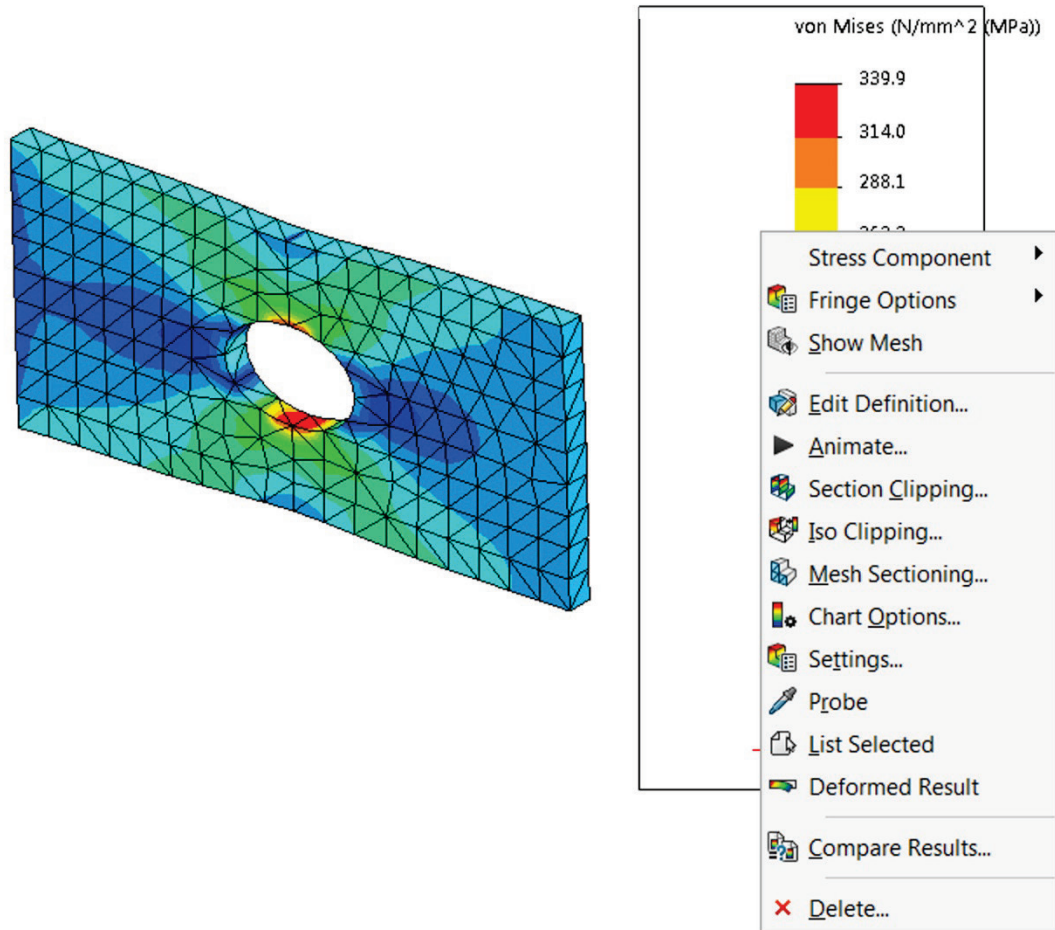 von Mises (N/mm^2 (MPa))
339.9
314.0
288.1
Stress Component
Fringe Options
Show Mesh
Edit Definition...
Animate...
Section Clipping...
Iso Clipping...
Mesh Sectioning...
Chart Options...
Settings...
Probe
List Selected
Deformed Result
Compare Results...
Delete...